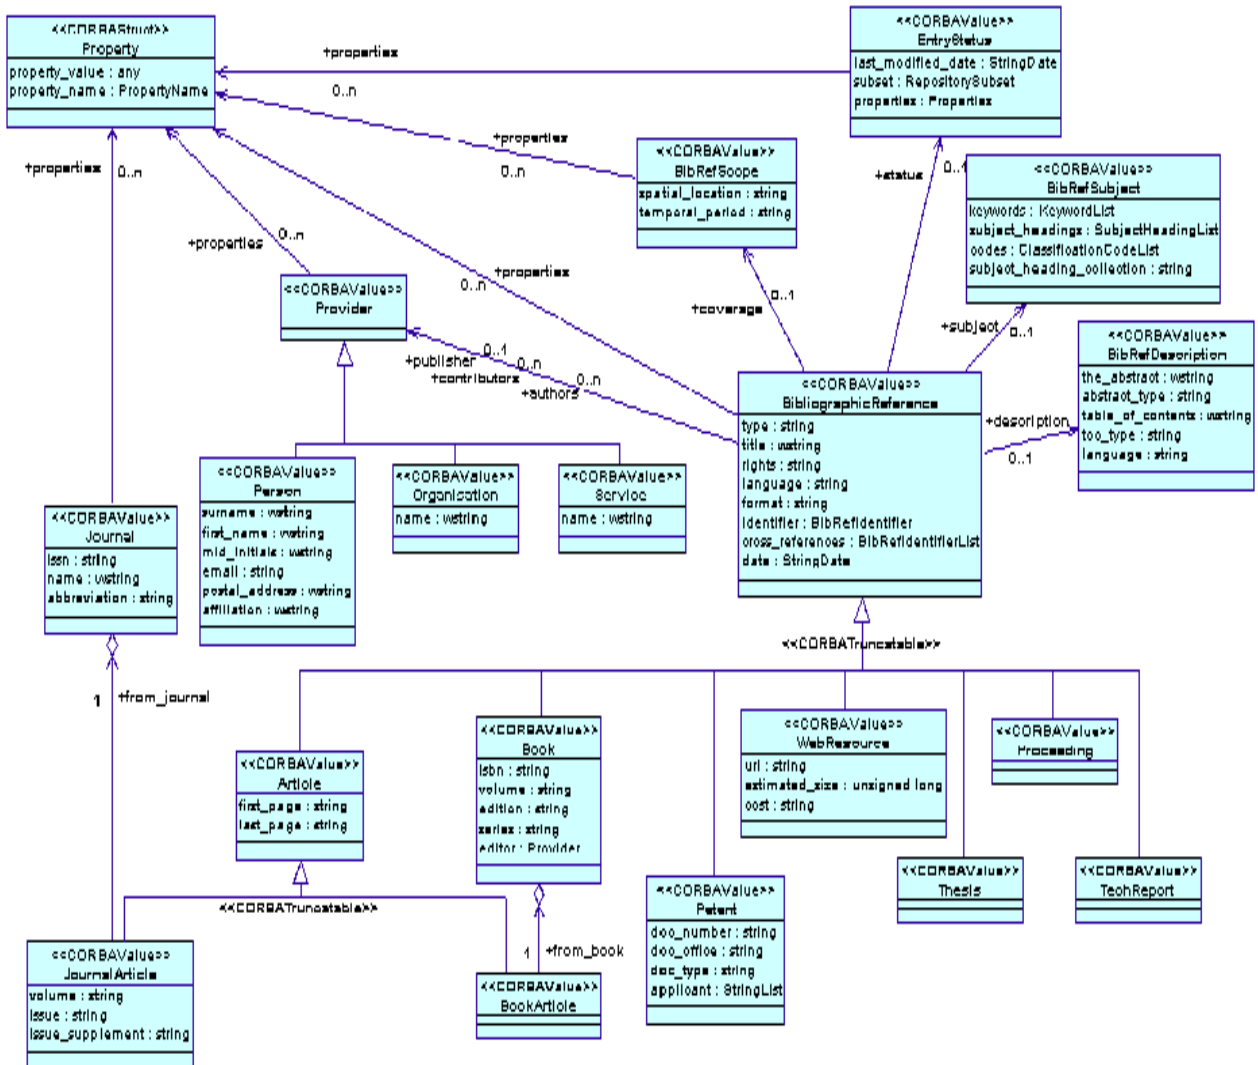 <<CORBAStruct>>
Property
property_value : any
property_name : PropertyName
+properties
0..n
<<CORBAValue>>
EntryStatus
last_modified_date : StringDate
subset : RepositorySubset
properties : Properties
+properties
0..n
+properties
0..n
<<CORBAValue>>
BibRefScope
spatial_location : string
temporal_period : string
+status
0..1
<<CORBAValue>>
BibRefSubject
keywords : KeywordList
subject_headings : SubjectHeadingList
codes : ClassificationCodeList
subject_heading_collection : string
+properties
0..n
<<CORBAValue>>
Provider
+properties
0..n
+coverage
0..1
+subject
0..1
<<CORBAValue>>
BibRefDescription
the_abstract : wstring
abstract_type : string
table_of_contents : wstring
toc_type : string
language : string
+publisher
0..1
+contributors
0..n
+authors
0..n
<<CORBAValue>>
BibliographicReference
type : string
title : wstring
rights : string
language : string
format : string
identifier : BibRefIdentifier
cross_references : BibRefIdentifierList
date : StringDate
+description
0..1
<<CORBAValue>>
Person
surname : wstring
first_name : wstring
mid_initials : wstring
email : string
postal_address : wstring
affiliation : wstring
<<CORBAValue>>
Organisation
name : wstring
<<CORBAValue>>
Service
name : wstring
<<CORBAValue>>
Journal
issn : string
name : wstring
abbreviation : string
<<CORBATruncatable>>
1
+from_journal
<<CORBAValue>>
Article
first_page : string
last_page : string
<<CORBAValue>>
Book
isbn : string
volume : string
edition : string
series : string
editor : Provider
<<CORBAValue>>
WebResource
url : string
estimated_size : unsigned long
cost : string
<<CORBAValue>>
Proceeding
<<CORBAValue>>
Patent
doc_number : string
doc_office : string
doc_type : string
applicant : StringList
<<CORBAValue>>
Thesis
<<CORBAValue>>
TechReport
<<CORBATruncatable>>
<<CORBAValue>>
JournalArticle
volume : string
issue : string
issue_supplement : string
1
+from_book
<<CORBAValue>>
BookArticle